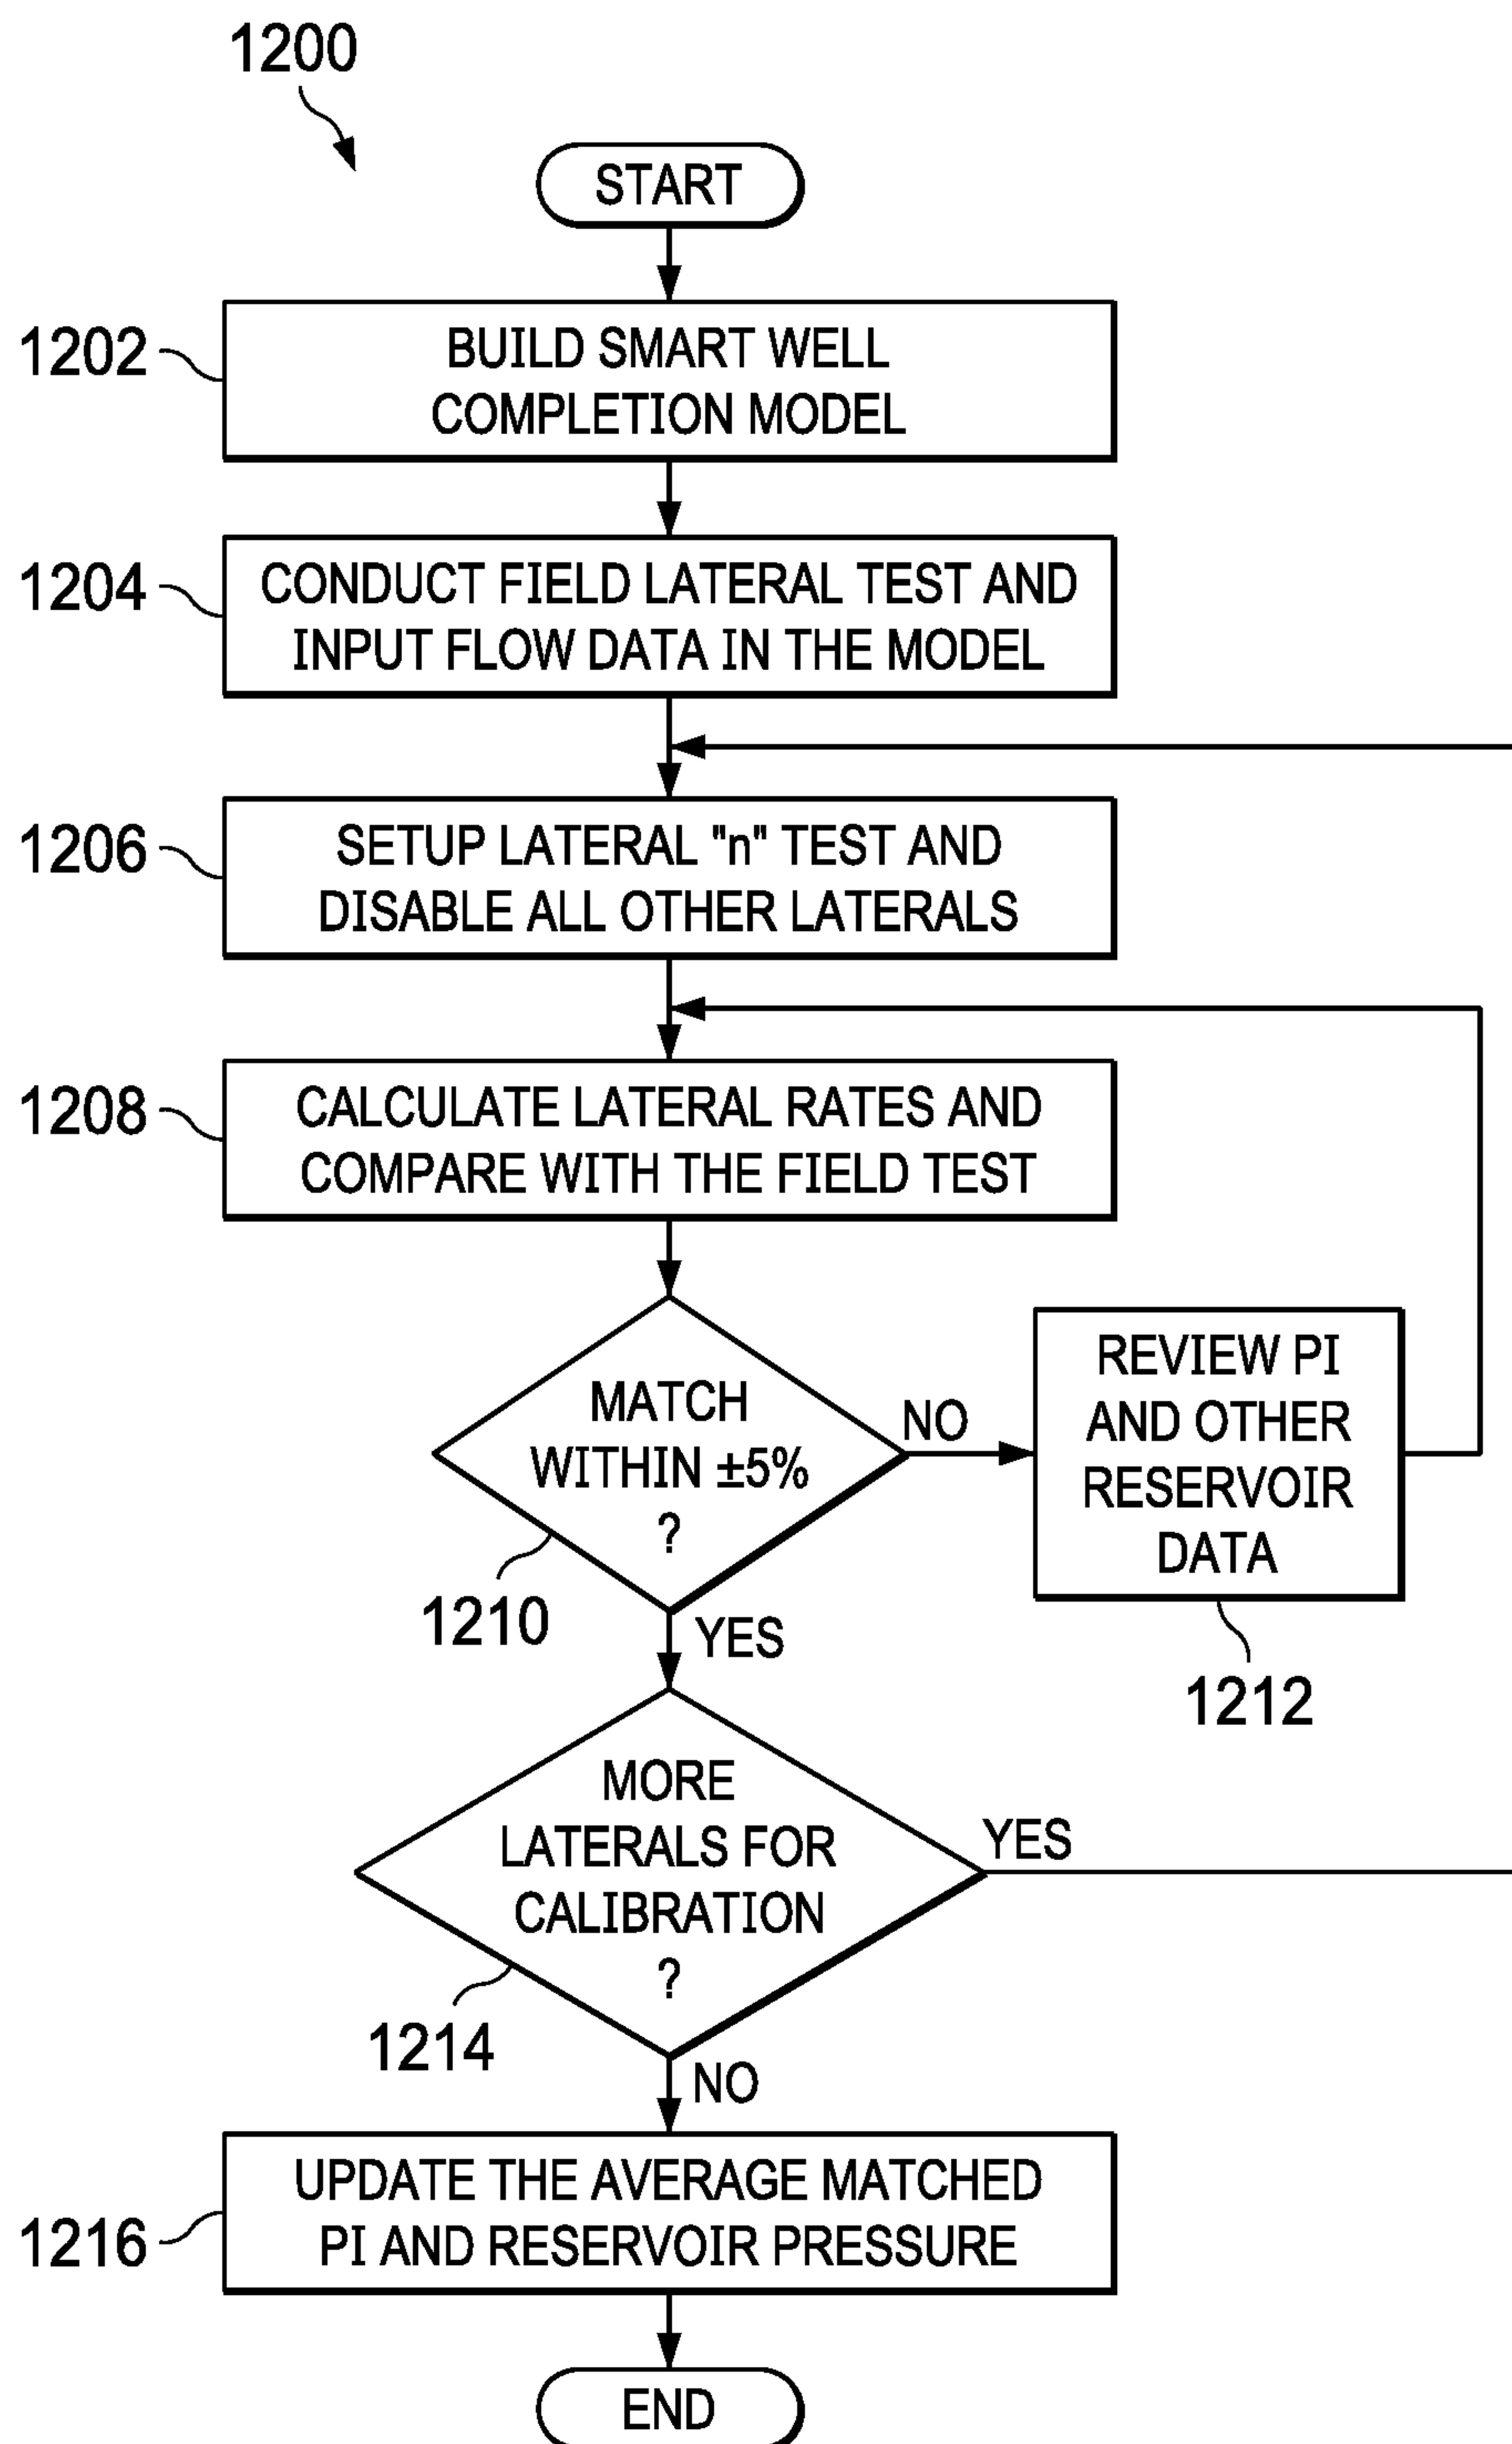 1200
START
1202
BUILD SMART WELL
COMPLETION MODEL
1204
CONDUCT FIELD LATERAL TEST AND
INPUT FLOW DATA IN THE MODEL
1206
SETUP LATERAL "n" TEST AND
DISABLE ALL OTHER LATERALS
1208
CALCULATE LATERAL RATES AND
COMPARE WITH THE FIELD TEST
MATCH
WITHIN ±5%
?
NO
REVIEW PI
AND OTHER
RESERVOIR
DATA
1210
YES
1212
MORE
LATERALS FOR
CALIBRATION
?
YES
1214
NO
1216
UPDATE THE AVERAGE MATCHED
PI AND RESERVOIR PRESSURE
END